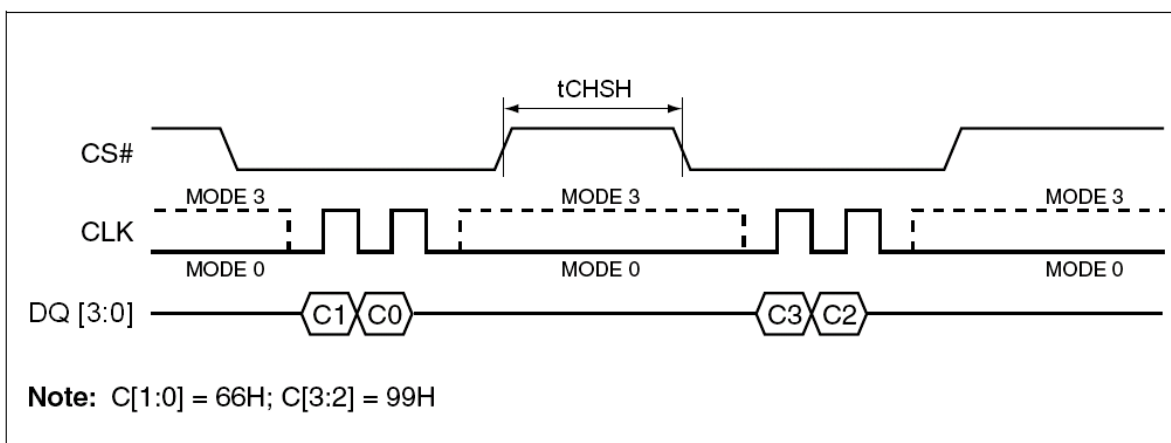 tCHSH
CS#
MODE 3 MODE 3 MODE 3
CLK
MODE 0 MODE 0 MODE 0
DQ [3:0] C1 C0 C3 C2
Note: C[1:0] = 66H; C[3:2] = 99H